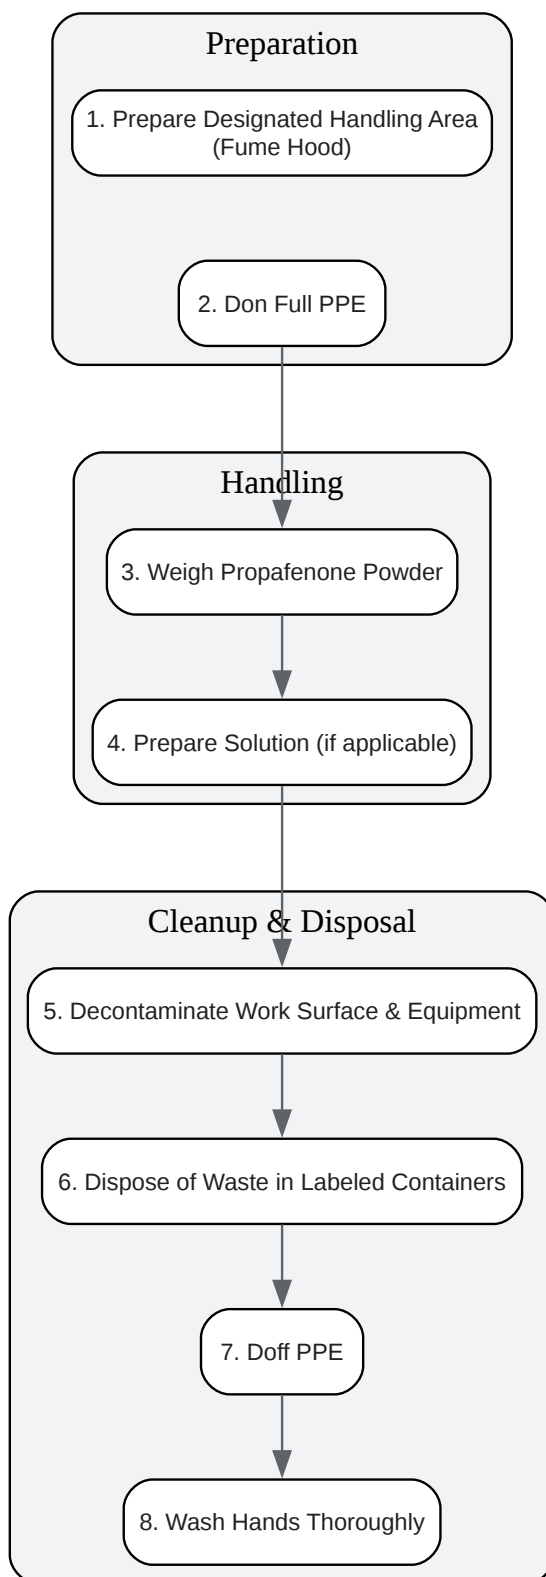 Preparation
1. Prepare Designated Handling Area
(Fume Hood)
2. Don Full PPE
Handling
3. Weigh Propafenone Powder
4. Prepare Solution (if applicable)
Cleanup & Disposal
5. Decontaminate Work Surface & Equipment
6. Dispose of Waste in Labeled Containers
7. Doff PPE
8. Wash Hands Thoroughly